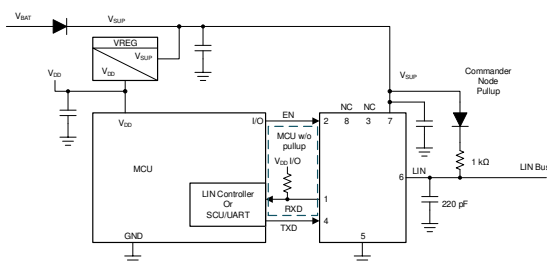 VBAT
VSUP
VREG
VSUP
VDD
VDD
VSUP
Commander
Node
Pullup
VDD
I/O
EN
NC
NC
2
8
3
7
MCU w/o
pullup
VDD I/O
MCU
1 kΩ
6
LIN
LIN Bus
LIN Controller
Or
SCU/UART
1
RXD
4
TXD
220 pF
GND
5